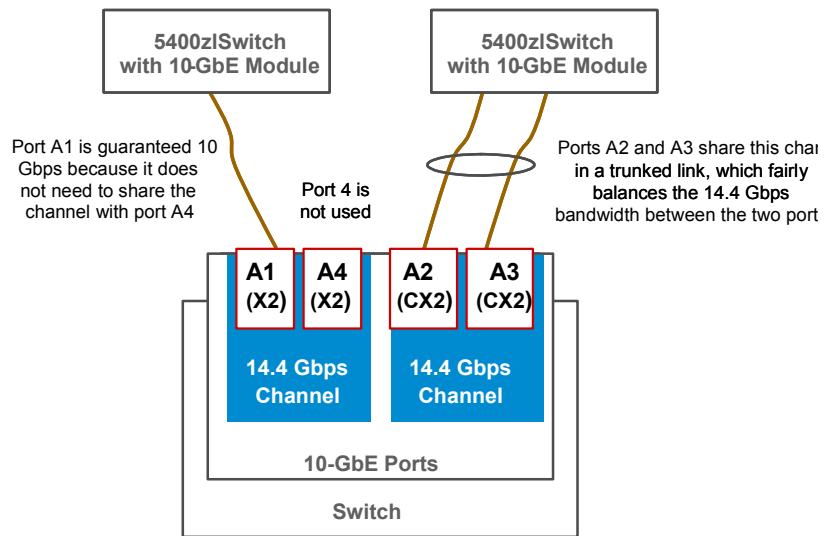 5400zlSwitch
with 10-GbE Module
5400zlSwitch
with 10-GbE Module
Port A1 is guaranteed 10
Gbps because it does
not need to share the
channel with port A4
Port 4 is
not used
Ports A2 and A3 share this chan
in a trunked link, which fairly
balances the 14.4 Gbps
bandwidth between the two port
A1
(X2)
A4
(X2)
A2
(CX2)
A3
(CX2)
14.4 Gbps
Channel
14.4 Gbps
Channel
10-GbE Ports
Switch